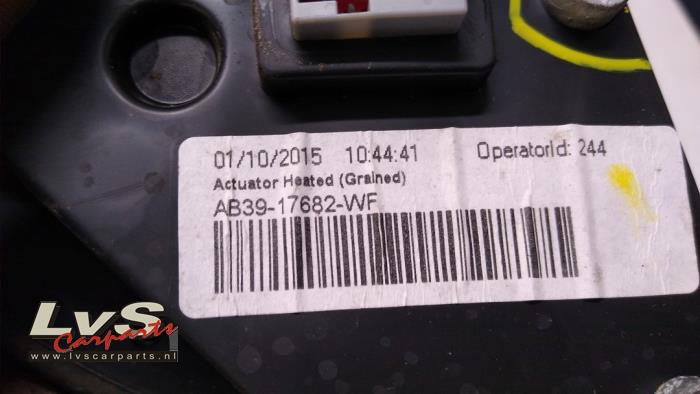 01/10/2015 10:44:41 OperatorId: 244
Actuator Heated (Grained)
AB39-17682-WF
LvS
Carparts
www.lvscarparts.nl